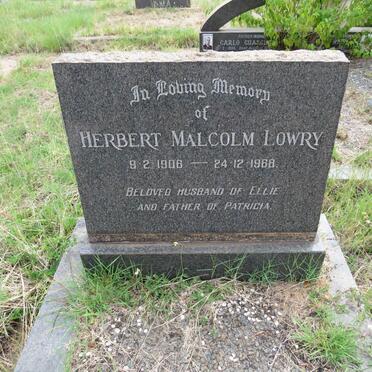 In Loving Memory
of
HERBERT MALCOLM LOWRY
9·2·1906 — 24·12·1968.
BELOVED HUSBAND OF ELLIE
AND FATHER OF PATRICIA.